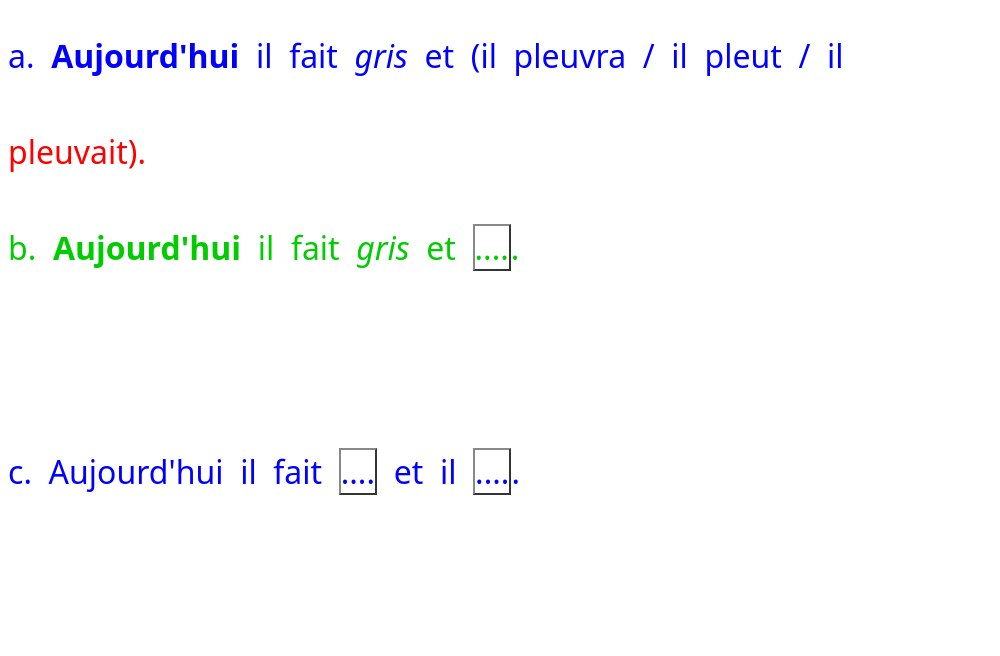 a. Aujourd'hui il fait gris et (il pleuvra / il pleut / il
pleuvait).
b. Aujourd'hui il fait gris et .....
c. Aujourd'hui il fait .... et il .....